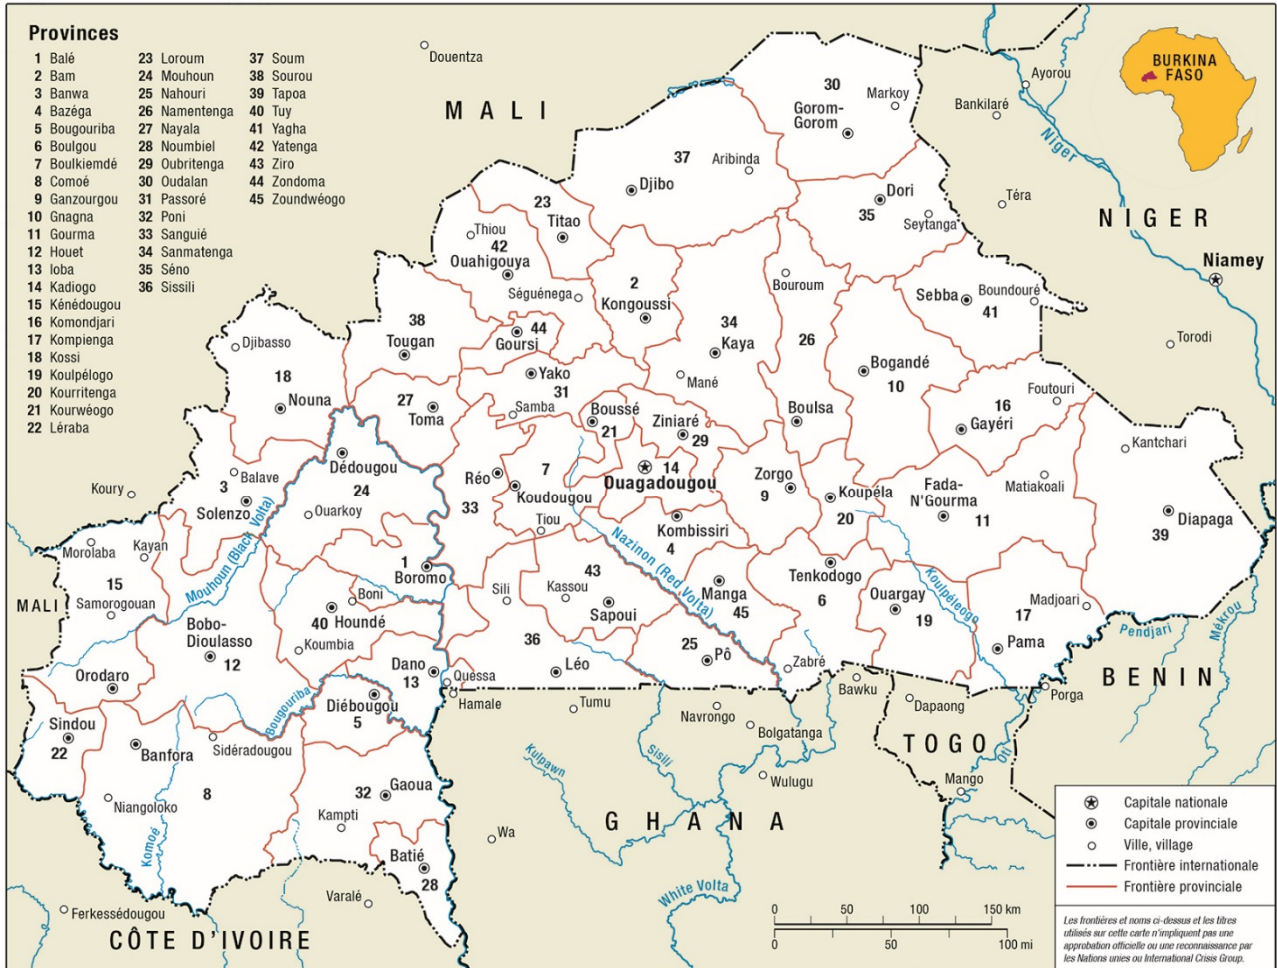 Provinces
1 Balé
2 Bam
3 Banwa
4 Bazéga
5 Bougouriba
6 Boulgou
7 Boulkiemdé
8 Comoé
9 Ganzourgou
10 Gnagna
11 Gourma
12 Houet
13 Ioba
14 Kadiogo
15 Kénédougou
16 Komondjari
17 Kompienga
18 Kossi
19 Koulpélogo
20 Kourritenga
21 Kourwéogo
22 Léraba
23 Loroum
24 Mouhoun
25 Nahouri
26 Namentenga
27 Nayala
28 Noumbiel
29 Oubritenga
30 Oudalan
31 Passoré
32 Poni
33 Sanguié
34 Sanmatenga
35 Séno
36 Sissili
37 Soum
38 Sourou
39 Tapoa
40 Tuy
41 Yagha
42 Yatenga
43 Ziro
44 Zondoma
45 Zoundwéogo
Douentza
MALI
BURKINA
FASO
Ayorou
Bankilaré
Niger
Téra
NIGER
Niamey
Torodi
30
Markoy
Gorom-
Gorom
37
Aribinda
Djibo
Dori
35
Seytanga
23
Titao
Thiou
42
Ouahigouya
Séguénega
2
Kongoussi
Bouroum
Sebba
Boundouré
41
38
Tougan
44
Goursi
34
Kaya
26
Bogandé
10
Djibasso
18
Nouna
Yako
31
Samba
27
Toma
Mané
Boussé
21
Ziniaré
29
Boulsa
16
Gayéri
Foutouri
Kantchari
Dédougou
24
Ouarkoy
Balave
3
Solenzo
Koury
Mouhoun (Black Volta)
Réo
33
7
Koudougou
Tiou
14
Ouagadougou
Zorgo
9
Koupéla
20
Fada-
N'Gourma
11
Matiakoali
Diapaga
39
Kombissiri
4
Nazinon (Red Volta)
Morolaba
Kayan
15
Samorogouan
MALI
1
Boromo
Boni
40
Houndé
Koumbia
Sili
43
Kassou
Sapoui
Manga
45
Tenkodogo
6
Ouargay
19
Koulpéleogo
17
Madjoari
Pama
Pendjari
Mékrou
Bobo-
Dioulasso
12
Orodaro
Dano
13
Quessa
Hamale
36
Léo
25
Pô
Zabré
Bawku
Porga
BENIN
Sindou
22
Banfora
Bougouriba
Diébougou
5
Sidéradougou
Niangoloko
8
Komoé
32
Gaoua
Kampti
Batié
28
Varalé
Ferkessédougou
CÔTE D'IVOIRE
Tumu
Navrongo
Bolgatanga
Kulpawn
Sisili
Wulugu
Wa
GHANA
White Volta
Dapaong
TOGO
Mango
Oti
0 50 100 150 km
0 50 100 mi
Capitale nationale
Capitale provinciale
Ville, village
Frontière internationale
Frontière provinciale
Les frontières et noms ci-dessus et les titres
utilisés sur cette carte n'impliquent pas une
approbation officielle ou une reconnaissance par
les Nations unies ou International Crisis Group.